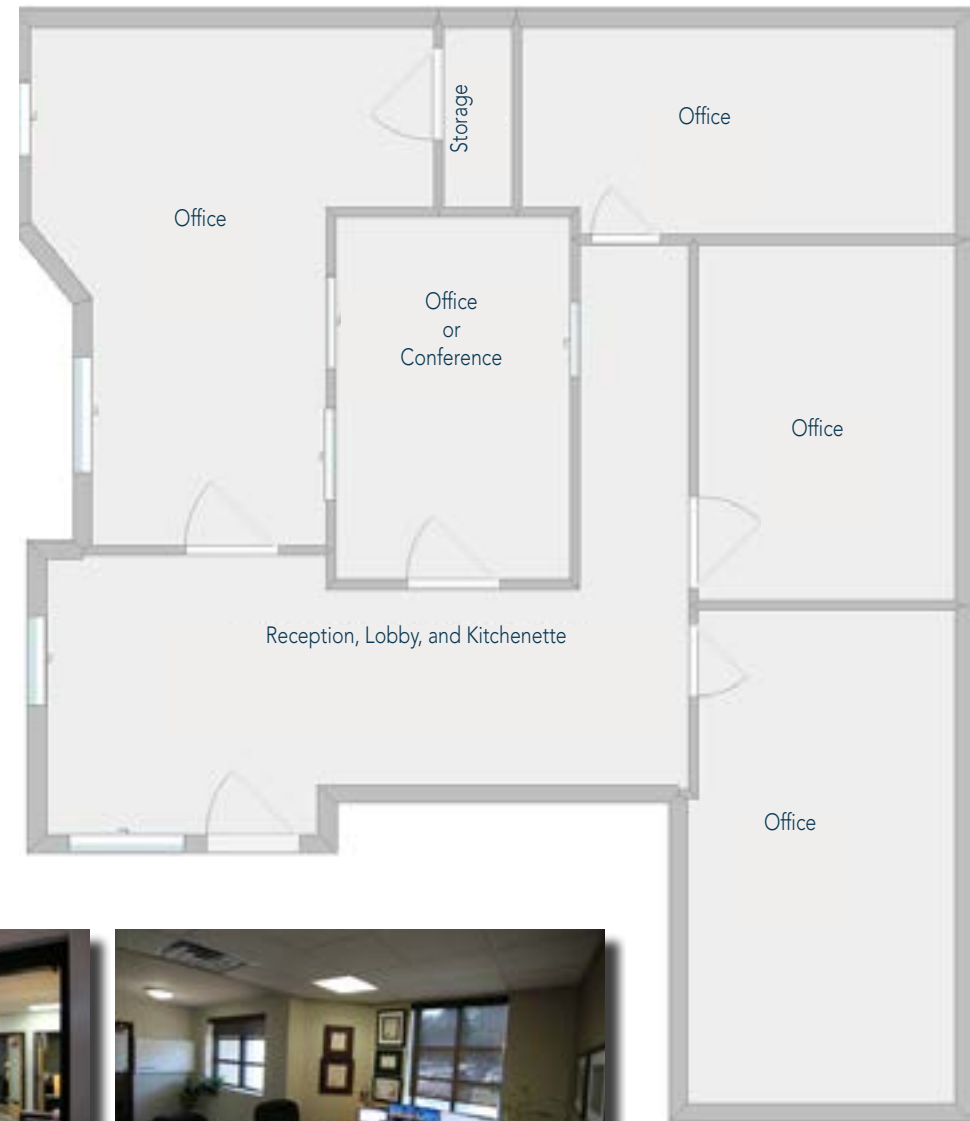 Storage
Office
Office
Office
or
Conference
Office
Reception, Lobby, and Kitchenette
Office